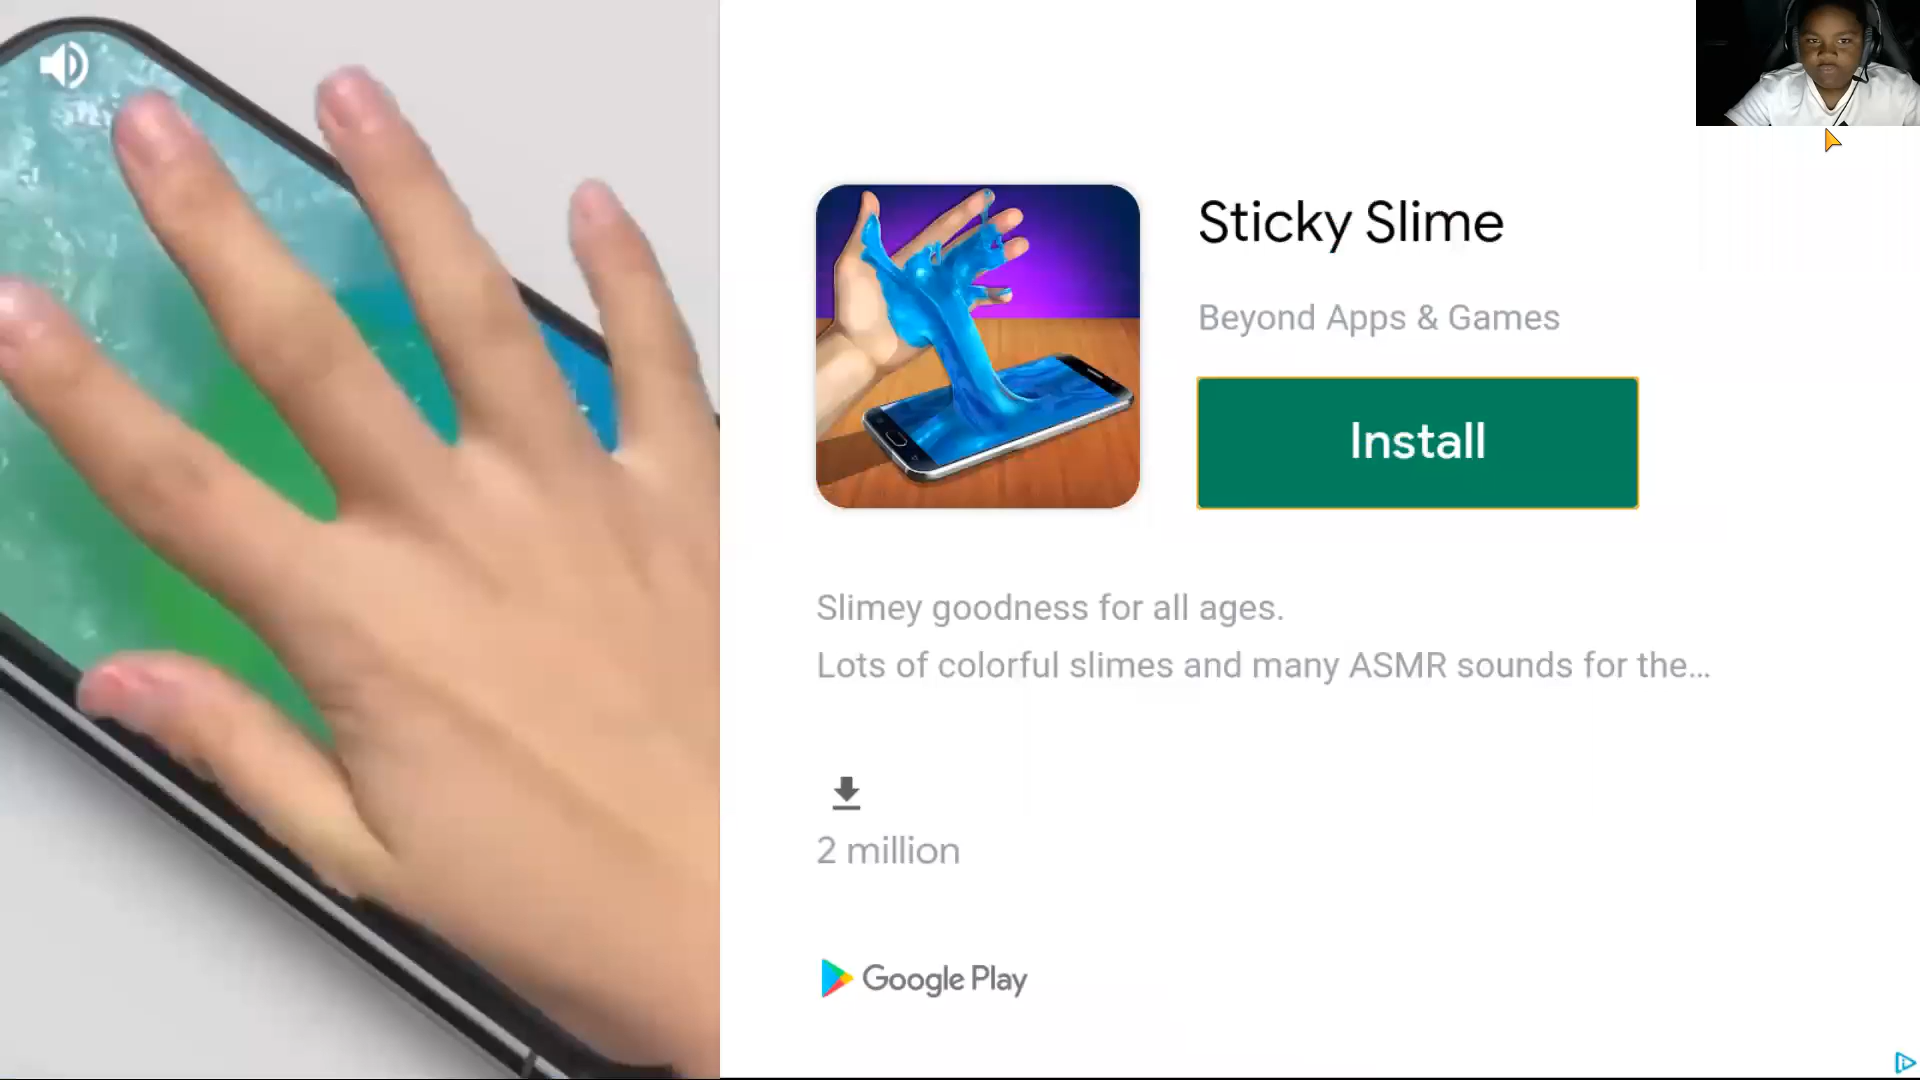 Sticky Slime
Beyond Apps & Games
Install
Slimey goodness for all ages.
Lots of colorful slimes and many ASMR sounds for the...
2 million
Google Play